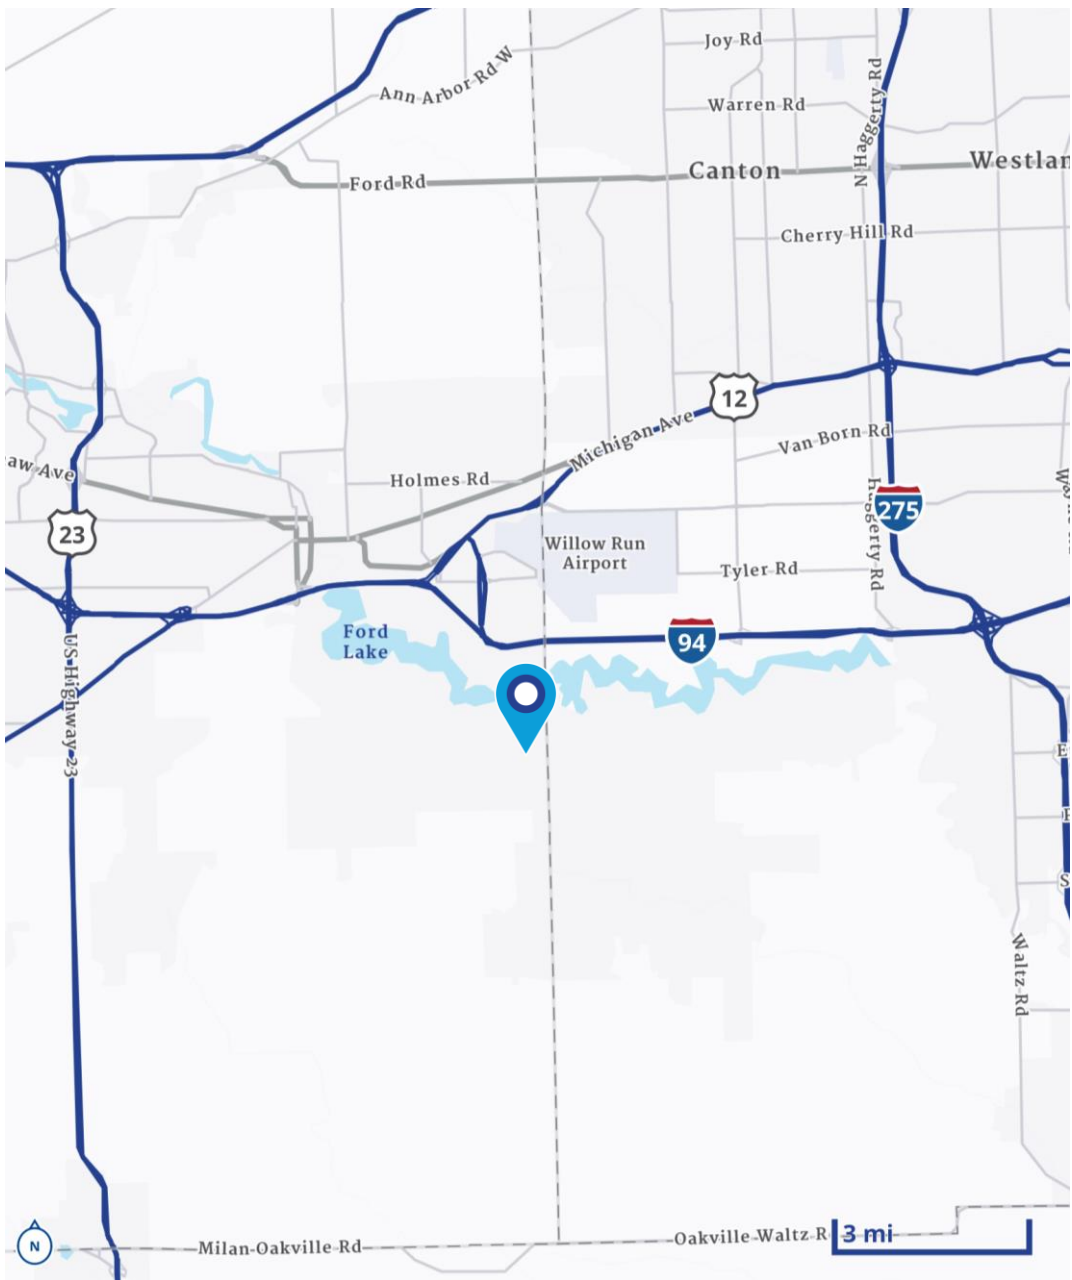 Joy Rd
Ann Arbor Rd W
Warren Rd
N Haggerty Rd
Canton
Westlan
Ford Rd
Cherry Hill Rd
12
Michigan Ave
Van Born Rd
aw Ave
Holmes Rd
275
Haggerty Rd
23
Willow Run
Airport
Tyler Rd
Ford
Lake
94
US Highway 23
E
P
S
Waltz Rd
N
Milan Oakville Rd
Oakville Waltz R
3 mi